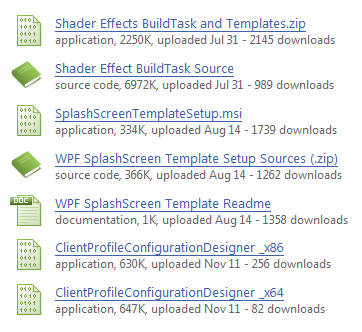 Shader Effects BuildTask and Templates.zip
application, 2250K, uploaded Jul 31 - 2145 downloads
Shader Effect BuildTask Source
source code, 6972K, uploaded Jul 31 - 989 downloads
SplashScreenTemplateSetup.msi
application, 334K, uploaded Aug 14 - 1739 downloads
WPF SplashScreen Template Setup Sources (.zip)
source code, 366K, uploaded Aug 14 - 1262 downloads
DOC
WPF SplashScreen Template Readme
documentation, 1K, uploaded Aug 14 - 1358 downloads
ClientProfileConfigurationDesigner _x86
application, 630K, uploaded Nov 11 - 256 downloads
ClientProfileConfigurationDesigner _x64
application, 647K, uploaded Nov 11 - 82 downloads